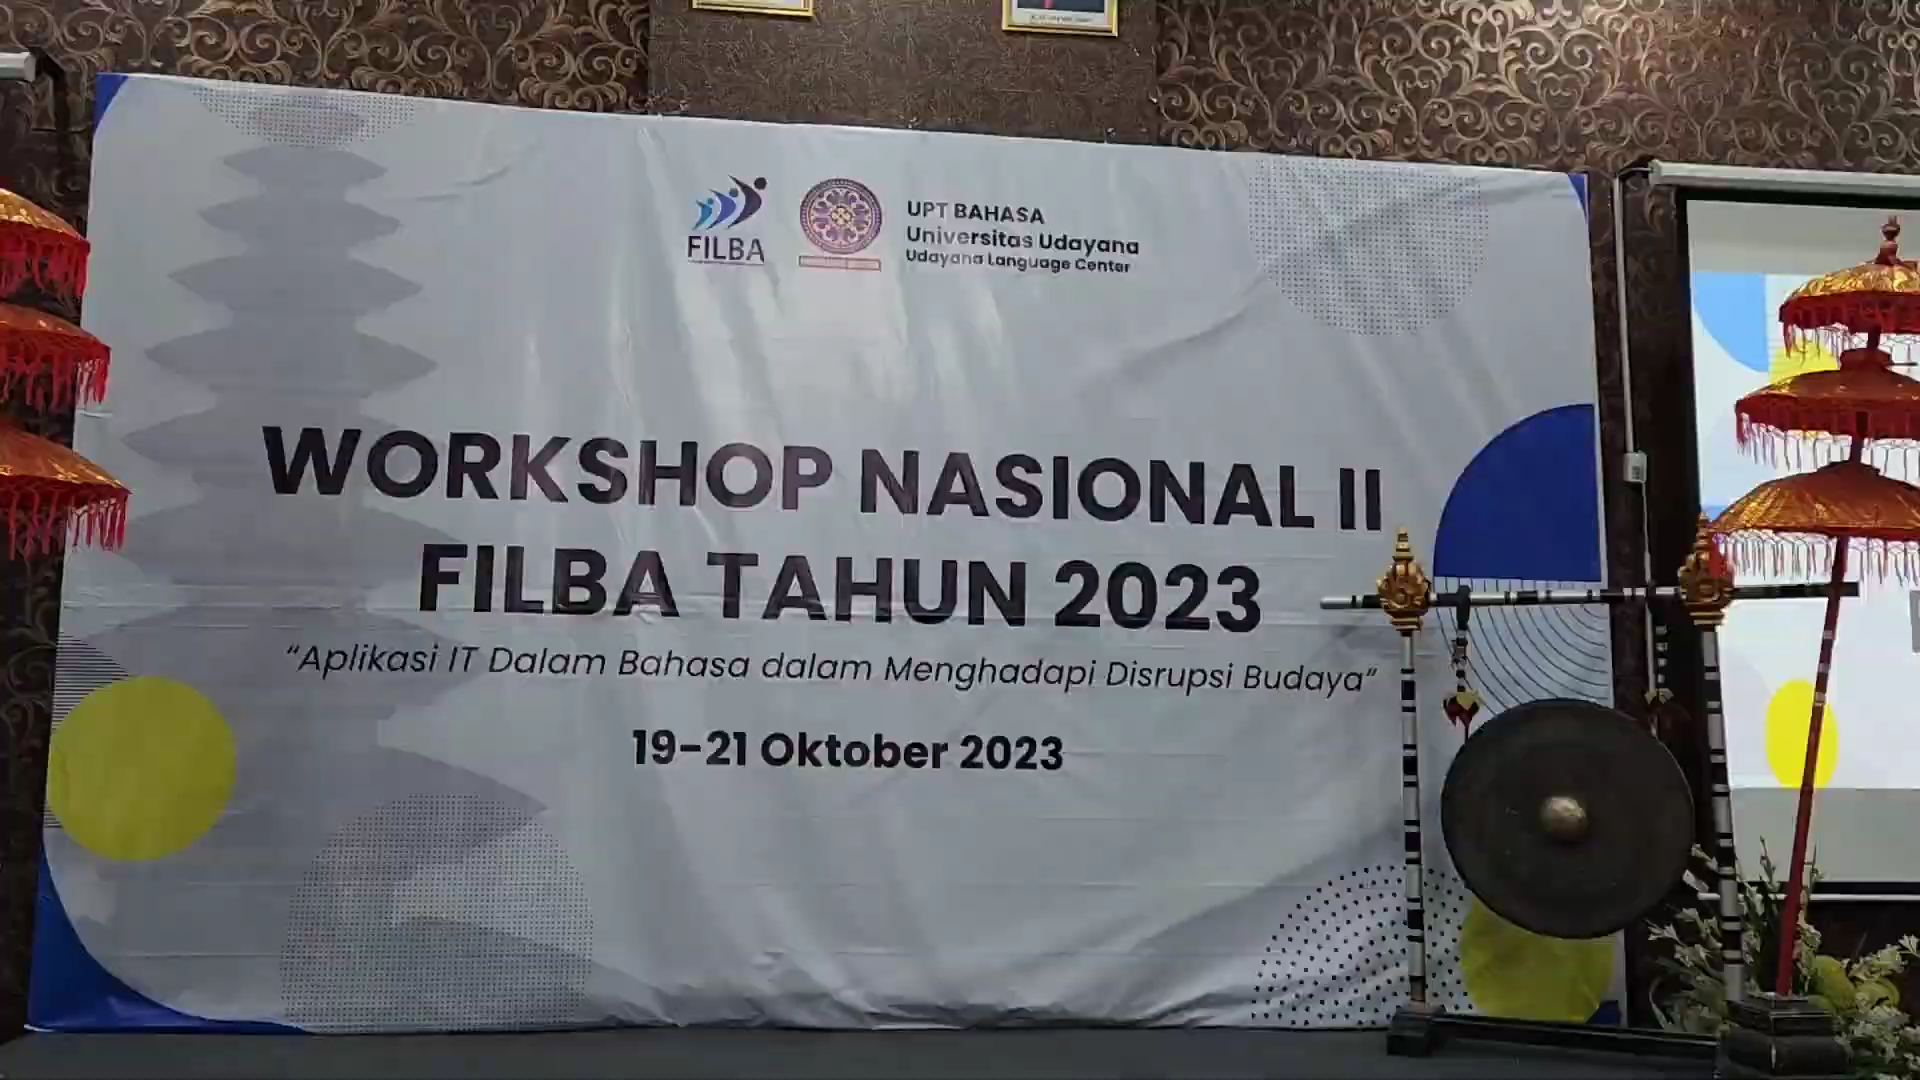 FILBA
UPT BAHASA
Universitas Udayana
Udayana Language Center
WORKSHOP NASIONAL II
FILBA TAHUN 2023
"Aplikasi IT Dalam Bahasa dalam Menghadapi Disrupsi Budaya"
19-21 Oktober 2023